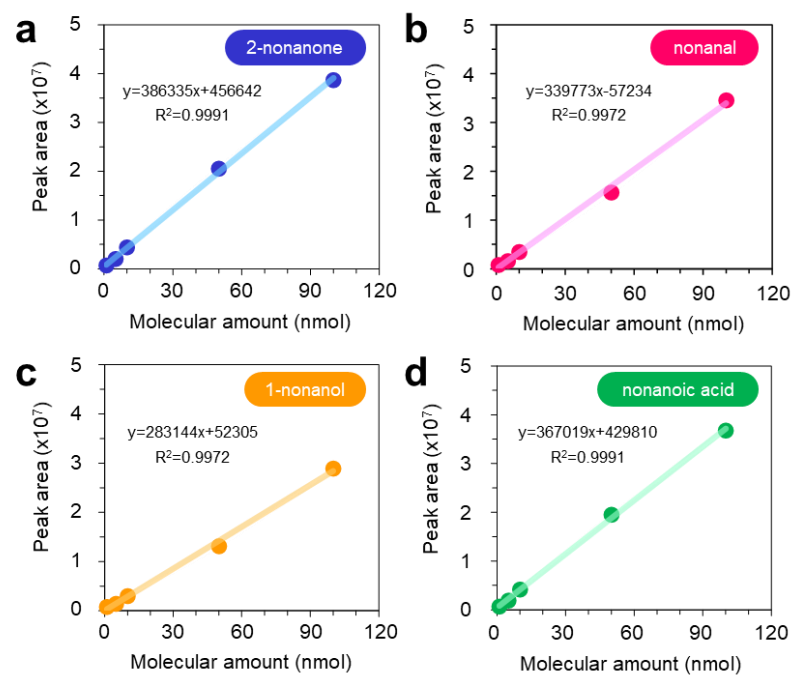 a
2-nonanone
y=386335x+456642
R²=0.9991
Peak area (x10⁷)
5
4
3
2
1
0
0 30 60 90 120
Molecular amount (nmol)
b
nonanal
y=339773x-57234
R²=0.9972
Peak area (x10⁷)
5
4
3
2
1
0
0 30 60 90 120
Molecular amount (nmol)
c
1-nonanol
y=283144x+52305
R²=0.9972
Peak area (x10⁷)
5
4
3
2
1
0
0 30 60 90 120
Molecular amount (nmol)
d
nonanoic acid
y=367019x+429810
R²=0.9991
Peak area (x10⁷)
5
4
3
2
1
0
0 30 60 90 120
Molecular amount (nmol)